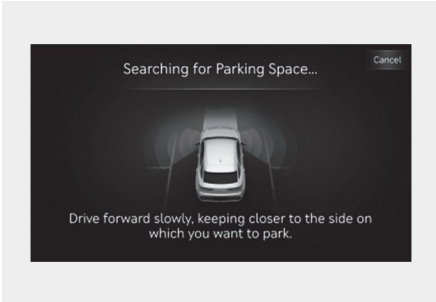 Cancel
Searching for Parking Space...
Drive forward slowly, keeping closer to the side on
which you want to park.